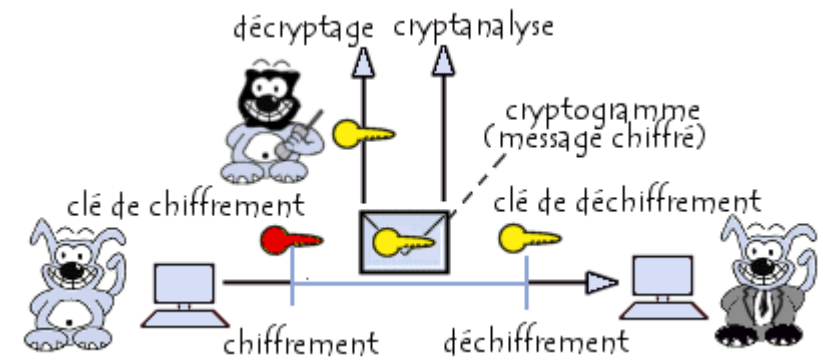 décryptage cryptanalyse
cryptogramme
(message chiffré)
clé de chiffrement
clé de déchiffrement
chiffrement
déchiffrement